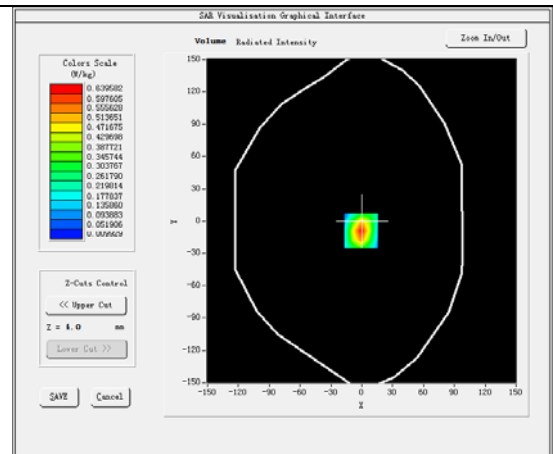 SAR Visualisation Graphical Interface
Volume Radiated Intensity
Zoom In/Out
Colors Scale
(W/kg)
0.639582
0.597605
0.555628
0.513651
0.471675
0.429698
0.387721
0.345744
0.303767
0.261790
0.219814
0.177837
0.135860
0.093883
0.051906
Z-Cuts Control
<< Upper Cut
Z = 4.0 mm
Lower Cut >>
SAVE
Cancel
150
120
90
60
30
0
-30
-60
-90
-120
-150
Y
-150 -120 -90 -60 -30 0 30 60 90 120 150
X